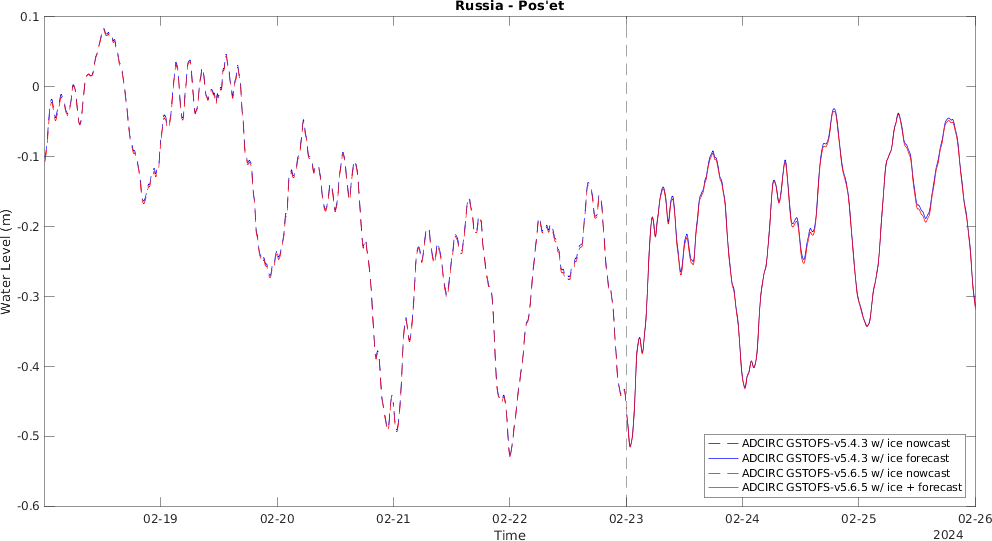 Russia - Pos'et
Water Level (m)
0.1
0
-0.1
-0.2
-0.3
-0.4
-0.5
-0.6
ADCIRC GSTOFS-v5.4.3 w/ ice nowcast
ADCIRC GSTOFS-v5.4.3 w/ ice forecast
ADCIRC GSTOFS-v5.6.5 w/ ice nowcast
ADCIRC GSTOFS-v5.6.5 w/ ice + forecast
02-19 02-20 02-21 02-22 02-23 02-24 02-25 02-26
Time
2024